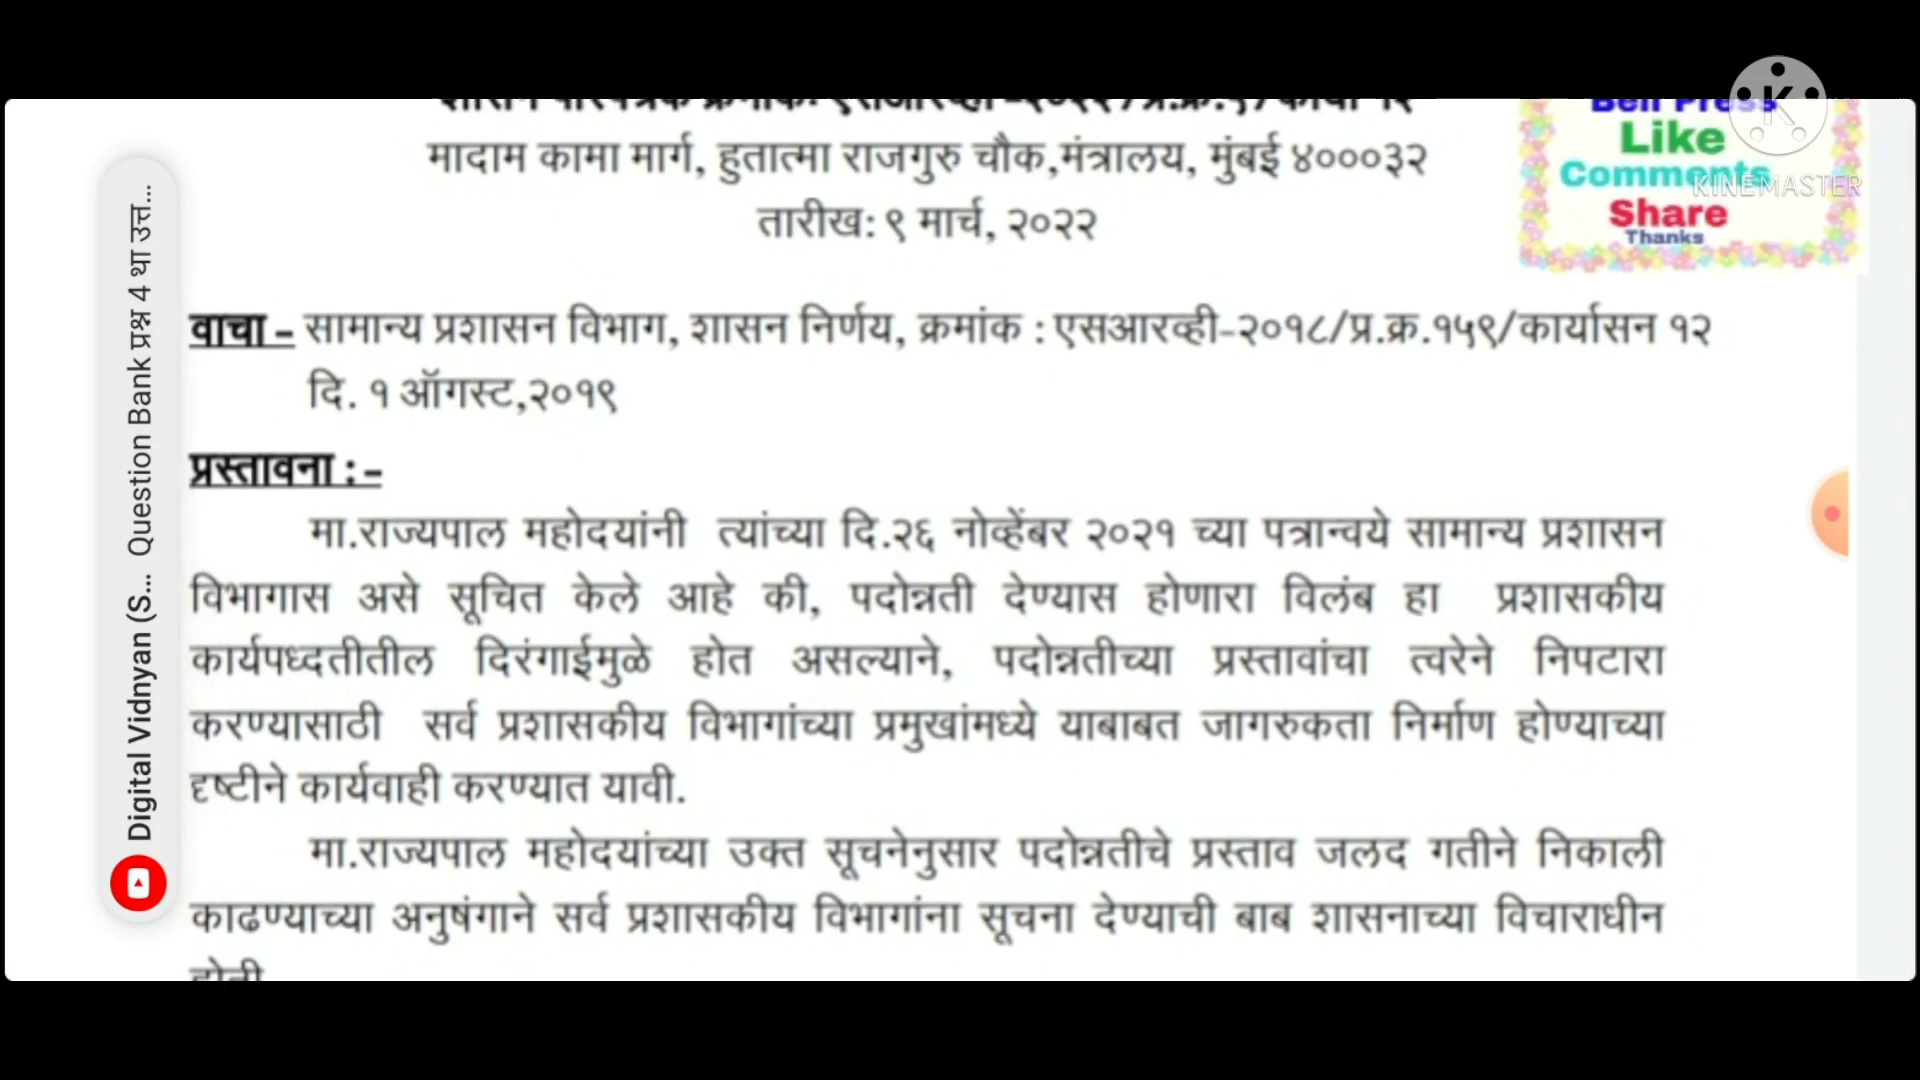 मादाम कामा मार्ग, हुतात्मा राजगुरु चौक,मंत्रालय, मुंबई ४०००३२
तारीख: ९ मार्च, २०२२
वाचा – सामान्य प्रशासन विभाग, शासन निर्णय, क्रमांक : एसआरव्ही-२०१८/प्र.क्र.१५९/कार्यासन १२
दि. १ ऑगस्ट,२०१९
प्रस्तावना :–
मा.राज्यपाल महोदयांनी त्यांच्या दि.२६ नोव्हेंबर २०२१ च्या पत्रान्वये सामान्य प्रशासन
विभागास असे सूचित केले आहे की, पदोन्नती देण्यास होणारा विलंब हा प्रशासकीय
कार्यपध्दतीतील दिरंगाईमुळे होत असल्याने, पदोन्नतीच्या प्रस्तावांचा त्वरेने निपटारा
करण्यासाठी सर्व प्रशासकीय विभागांच्या प्रमुखांमध्ये याबाबत जागरुकता निर्माण होण्याच्या
दृष्टीने कार्यवाही करण्यात यावी.
मा.राज्यपाल महोदयांच्या उक्त सूचनेनुसार पदोन्नतीचे प्रस्ताव जलद गतीने निकाली
काढण्याच्या अनुषंगाने सर्व प्रशासकीय विभागांना सूचना देण्याची बाब शासनाच्या विचाराधीन
Bell Press
Like
Comments
Share
Thanks
K
KINEMASTER
Digital Vidnyan (S... Question Bank प्रश्न 4 था उत्त...